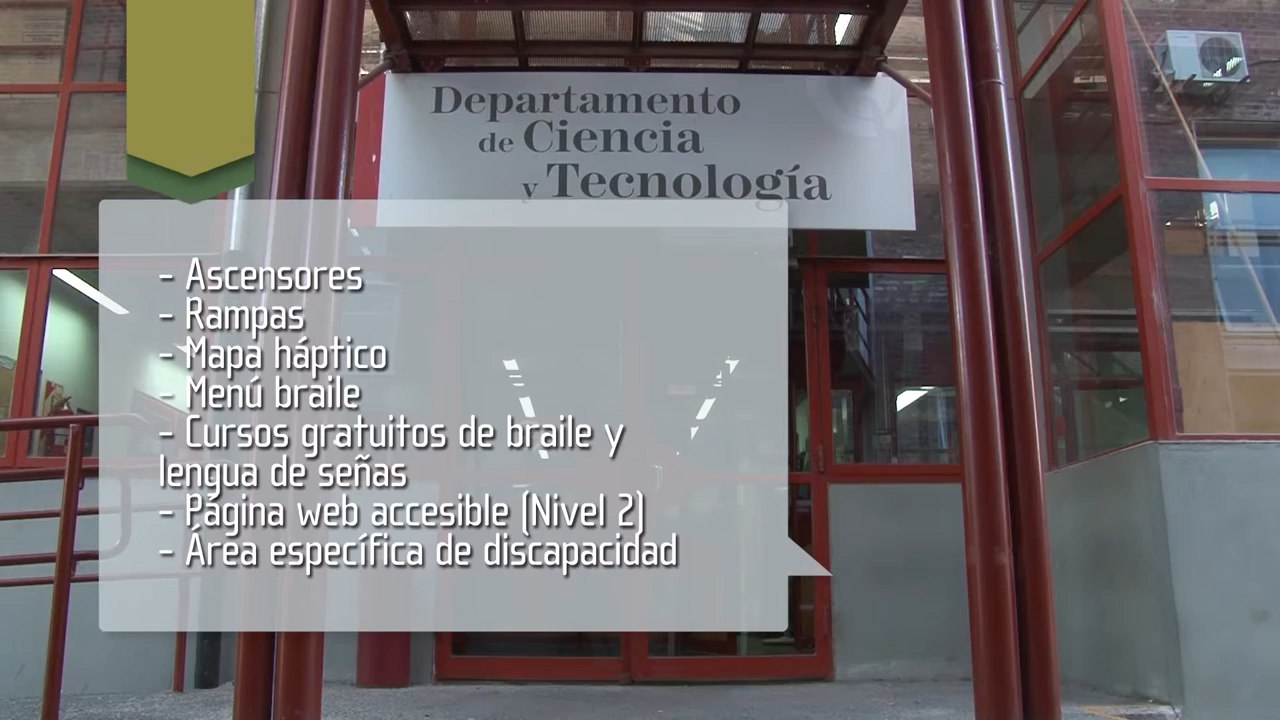 Departamento
de Ciencia
y Tecnología
- Ascensores
- Rampas
- Mapa háptico
- Menú braile
- Cursos gratuitos de braile y
lengua de señas
- Página web accesible (Nivel 2)
- Área específica de discapacidad